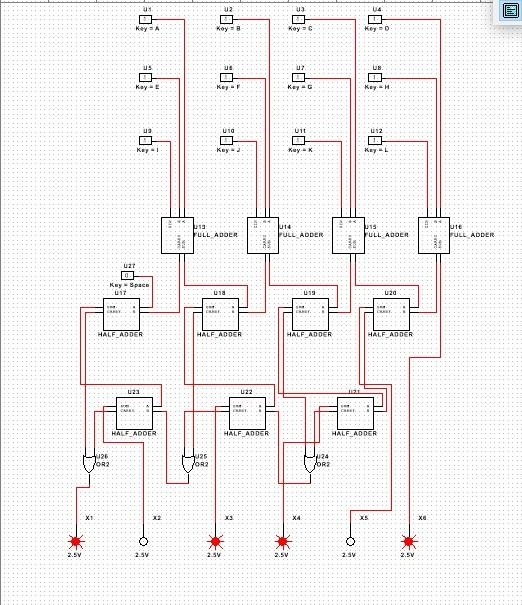 U1 U2 U3 U4
Key = A Key = B Key = C Key = D
U5 U6 U7 U8
Key = E Key = F Key = G Key = H
U9 U10 U11 U12
Key = I Key = J Key = K Key = L
U13 U14 U15 U16
FULL_ADDER FULL_ADDER FULL_ADDER FULL_ADDER
U27
Key = Space
U17 U18 U19 U20
HALF_ADDER HALF_ADDER HALF_ADDER HALF_ADDER
U23 U22 U21
HALF_ADDER HALF_ADDER HALF_ADDER
U26 U25 U24
OR2 OR2 OR2
X1 X2 X3 X4 X5 X6
2.5V 2.5V 2.5V 2.5V 2.5V 2.5V